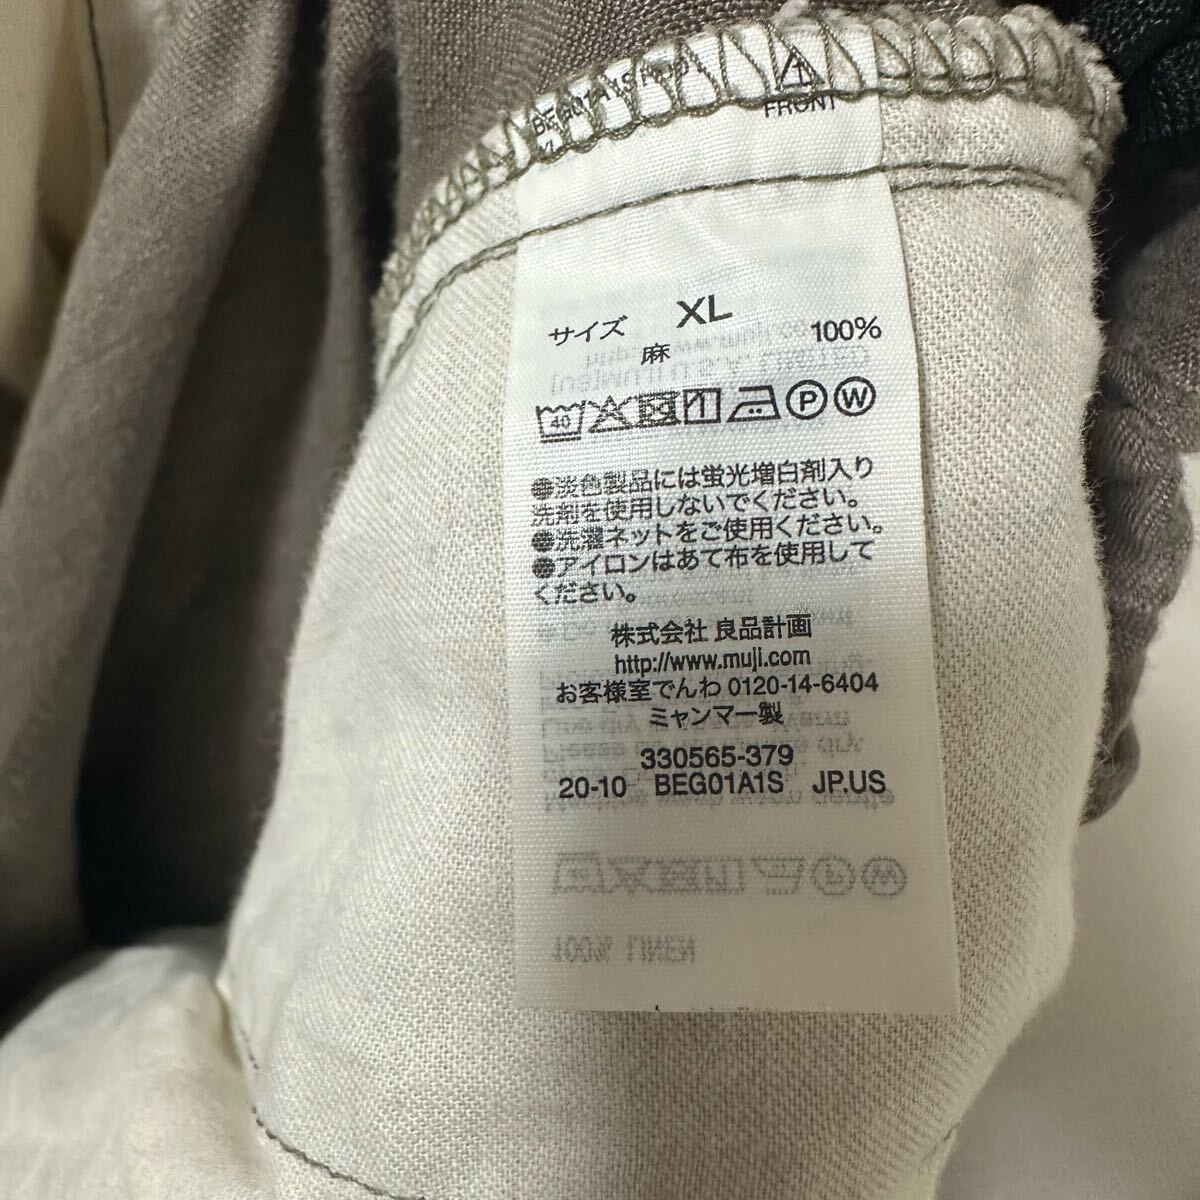 FRONT
サイズ XL
麻 100%
40 P W
●淡色製品には蛍光増白剤入り
洗剤を使用しないでください。
●洗濯ネットをご使用ください。
●アイロンはあて布を使用して
ください。
株式会社 良品計画
http://www.muji.com
お客様室でんわ 0120-14-6404
ミャンマー製
330565-379
20-10 BEG01A1S JP.US
100% LINEN